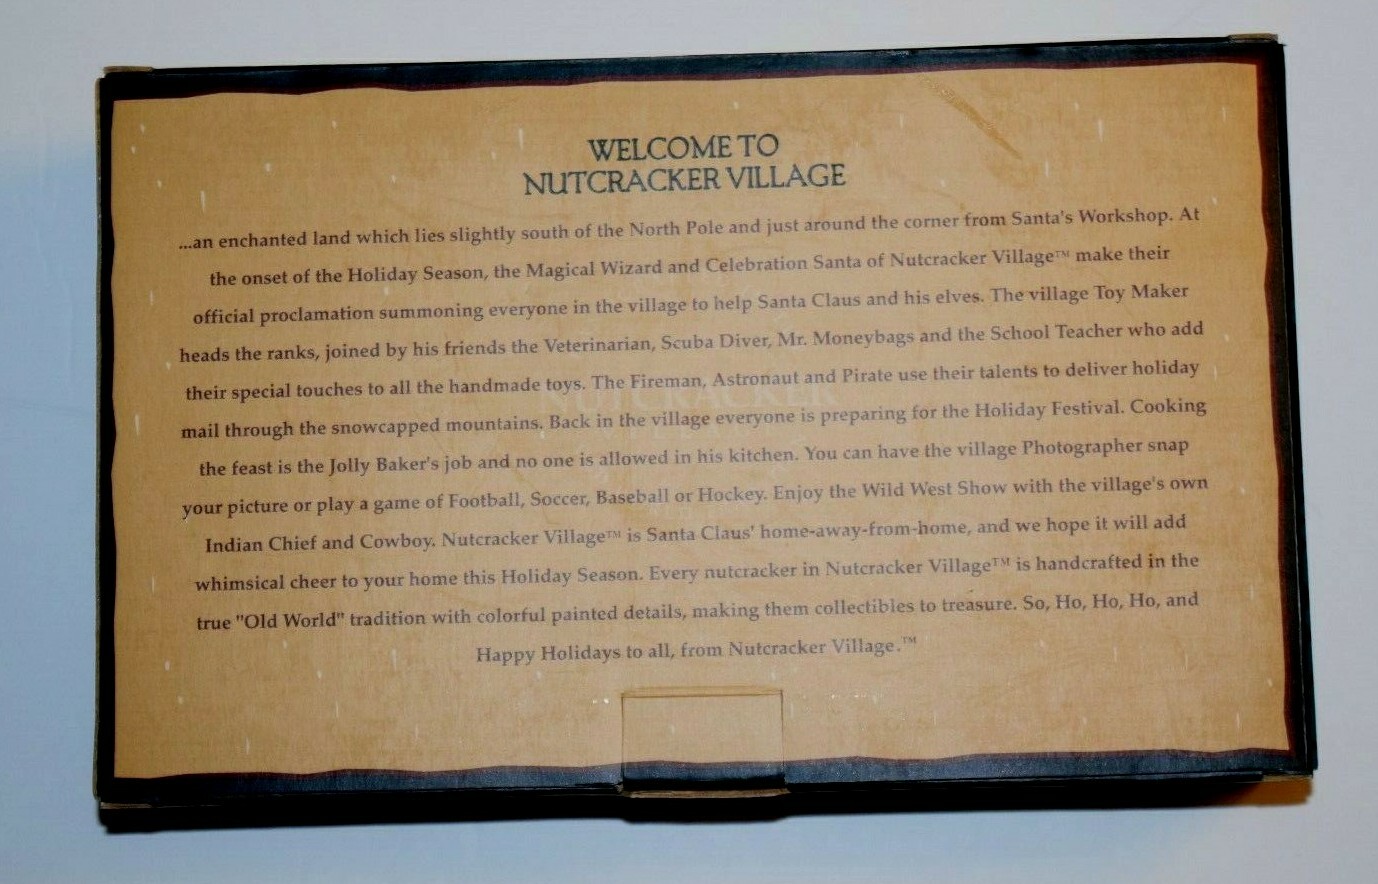 WELCOME TO
NUTCRACKER VILLAGE
...an enchanted land which lies slightly south of the North Pole and just around the corner from Santa's Workshop. At
the onset of the Holiday Season, the Magical Wizard and Celebration Santa of Nutcracker Village™ make their
official proclamation summoning everyone in the village to help Santa Claus and his elves. The village Toy Maker
heads the ranks, joined by his friends the Veterinarian, Scuba Diver, Mr. Moneybags and the School Teacher who add
their special touches to all the handmade toys. The Fireman, Astronaut and Pirate use their talents to deliver holiday
mail through the snowcapped mountains. Back in the village everyone is preparing for the Holiday Festival. Cooking
the feast is the Jolly Baker's job and no one is allowed in his kitchen. You can have the village Photographer snap
your picture or play a game of Football, Soccer, Baseball or Hockey. Enjoy the Wild West Show with the village's own
Indian Chief and Cowboy. Nutcracker Village™ is Santa Claus' home-away-from-home, and we hope it will add
whimsical cheer to your home this Holiday Season. Every nutcracker in Nutcracker Village™ is handcrafted in the
true "Old World" tradition with colorful painted details, making them collectibles to treasure. So, Ho, Ho, Ho, and
Happy Holidays to all, from Nutcracker Village.™